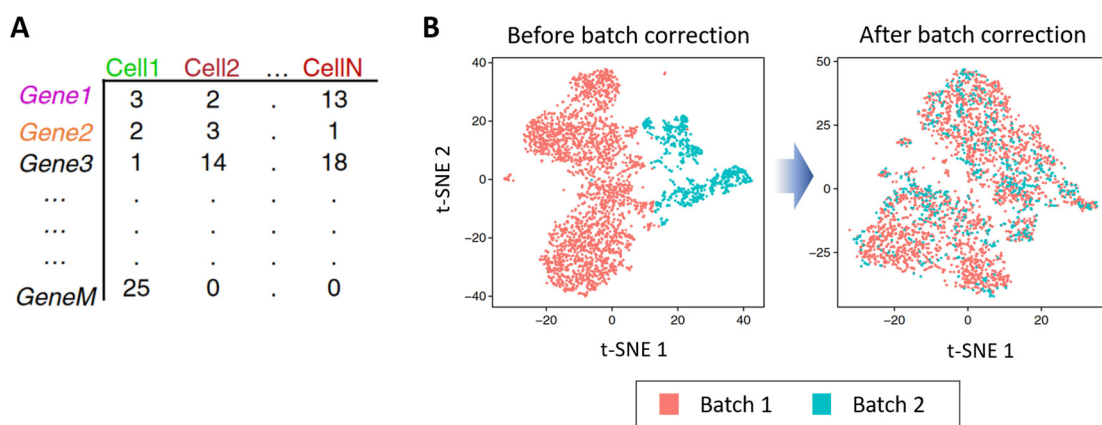 A
Cell1 Cell2 ... CellN
Gene1 3 2 . 13
Gene2 2 3 . 1
Gene3 1 14 . 18
... . . . .
... . . . .
... . . . .
GeneM 25 0 . 0
B
Before batch correction
40
20
0
−20
−40
t-SNE 2
−20 0 20 40
t-SNE 1
After batch correction
50
25
0
−25
−20 0 20
t-SNE 1
Batch 1 Batch 2